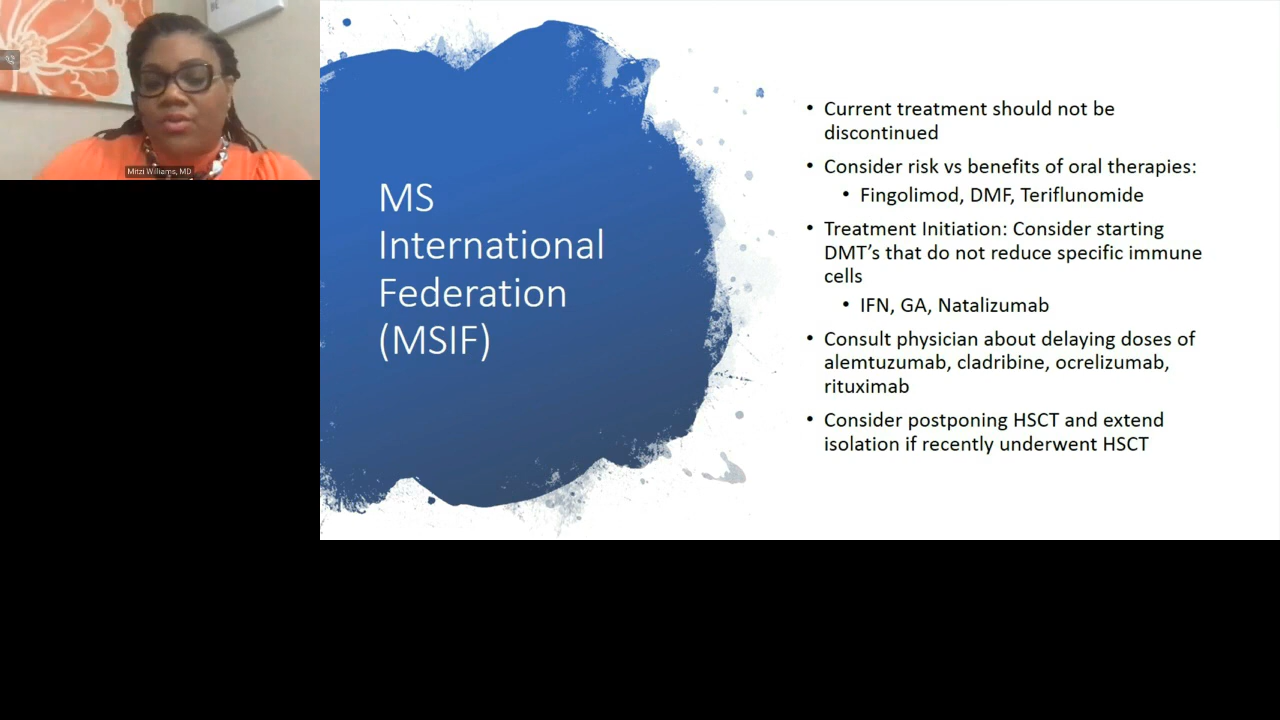 Mitzi Williams, MD
MS
International
Federation
(MSIF)
• Current treatment should not be
discontinued
• Consider risk vs benefits of oral therapies:
• Fingolimod, DMF, Teriflunomide
• Treatment Initiation: Consider starting
DMT’s that do not reduce specific immune
cells
• IFN, GA, Natalizumab
• Consult physician about delaying doses of
alemtuzumab, cladribine, ocrelizumab,
rituximab
• Consider postponing HSCT and extend
isolation if recently underwent HSCT